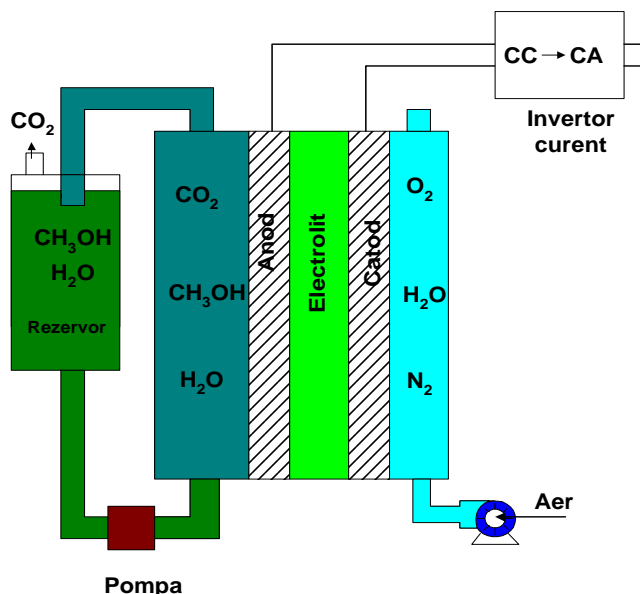 CC → CA
Invertor
curent
CO₂
CH₃OH
H₂O
Rezervor
CO₂
CH₃OH
H₂O
Anod
Electrolit
Catod
O₂
H₂O
N₂
Aer
Pompa